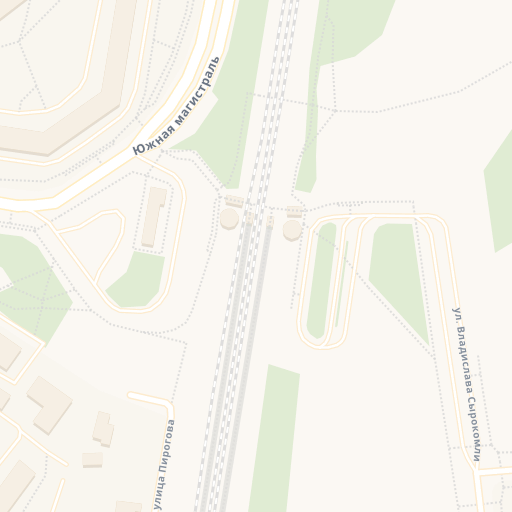 Южная магистраль
ул. Владислава Сырокомли
улица Пирогова